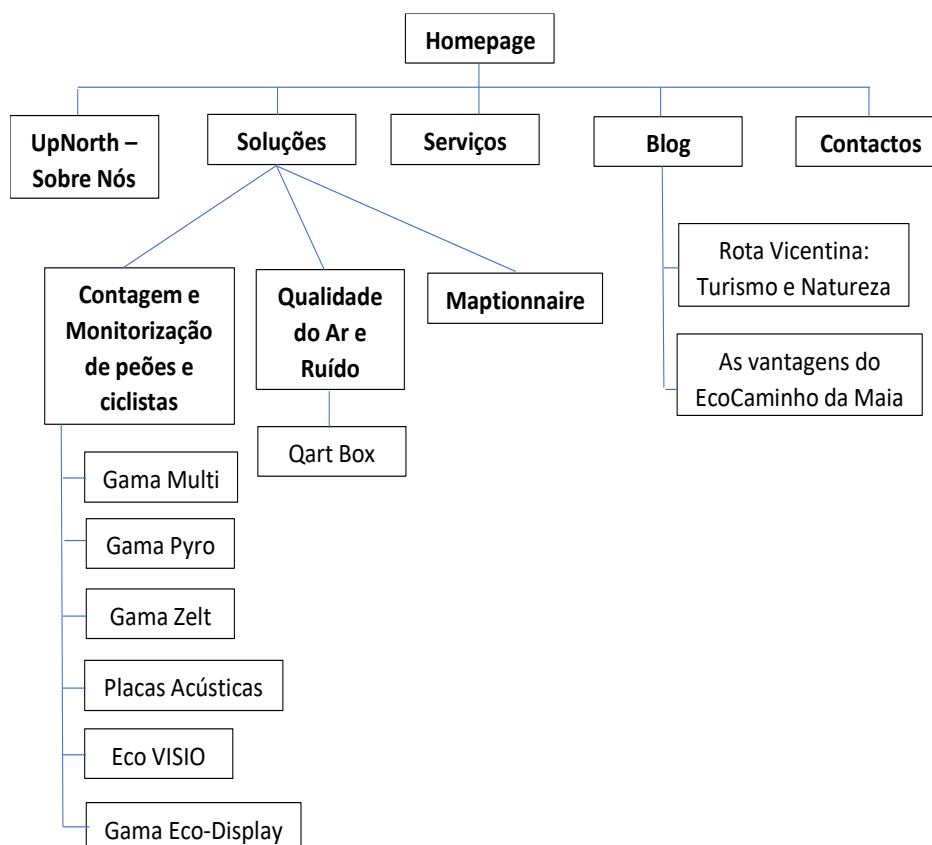 Homepage
UpNorth –
Sobre Nós
Soluções
Serviços
Blog
Contactos
Contagem e
Monitorização
de peões e
ciclistas
Qualidade
do Ar e
Ruído
Maptionnaire
Rota Vicentina:
Turismo e Natureza
As vantagens do
EcoCaminho da Maia
Qart Box
Gama Multi
Gama Pyro
Gama Zelt
Placas Acústicas
Eco VISIO
Gama Eco-Display